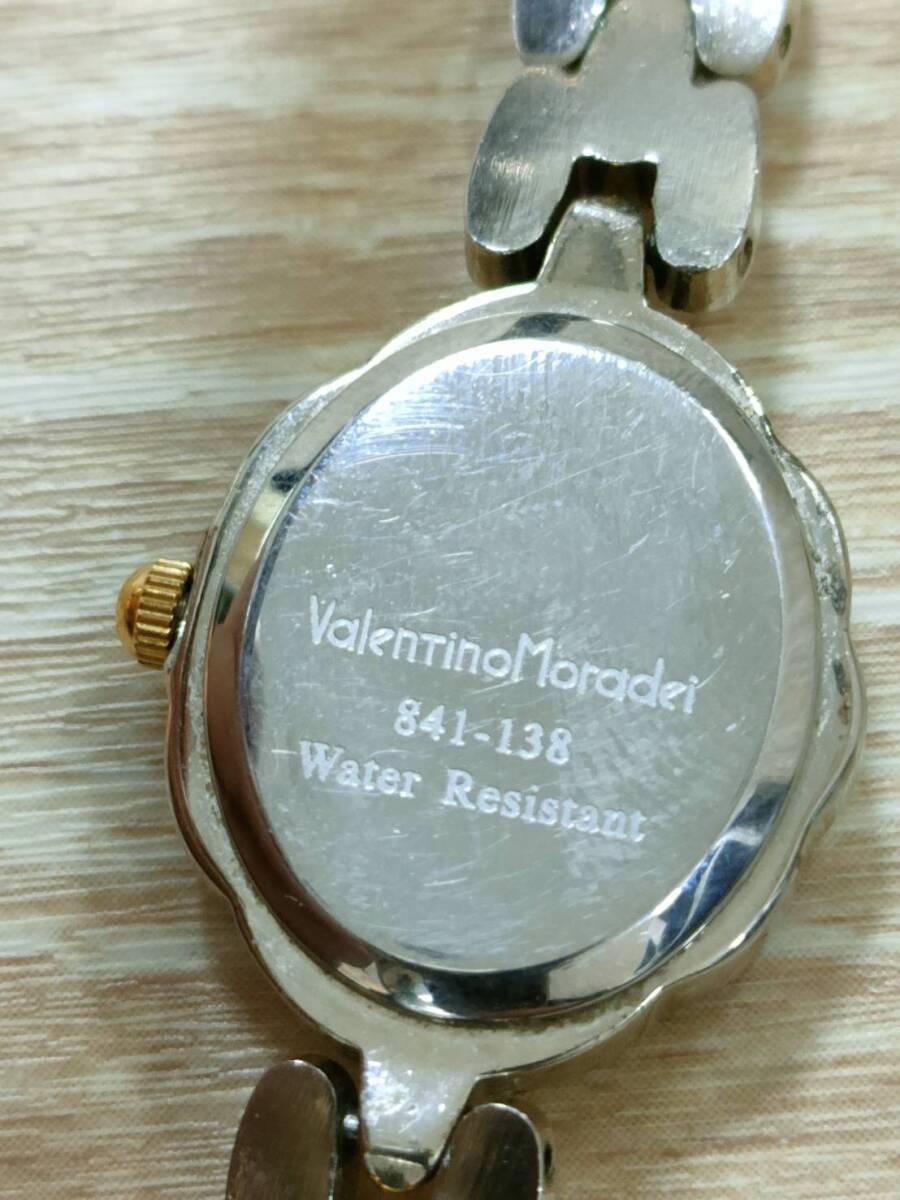 ValentinoMoradei
841-138
Water Resistant